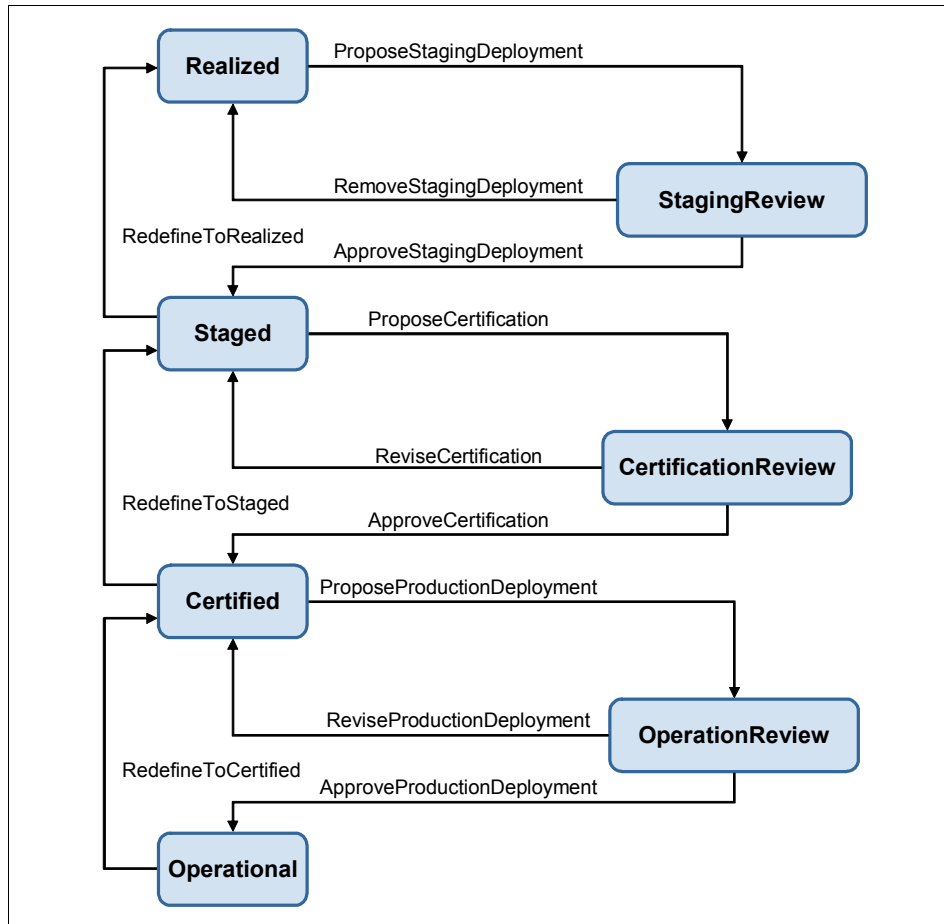 Realized
ProposeStagingDeployment
RemoveStagingDeployment
StagingReview
RedefineToRealized
ApproveStagingDeployment
Staged
ProposeCertification
ReviseCertification
CertificationReview
RedefineToStaged
ApproveCertification
Certified
ProposeProductionDeployment
ReviseProductionDeployment
OperationReview
RedefineToCertified
ApproveProductionDeployment
Operational